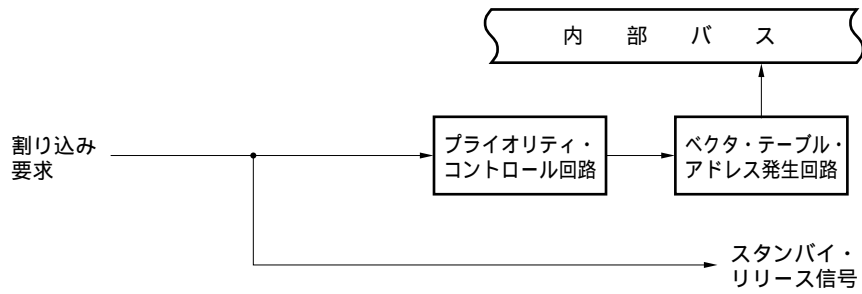 内 部 バ ス
割り込み
要求
プライオリティ・
コントロール回路
ベクタ・テーブル・
アドレス発生回路
スタンバイ・
リリース信号